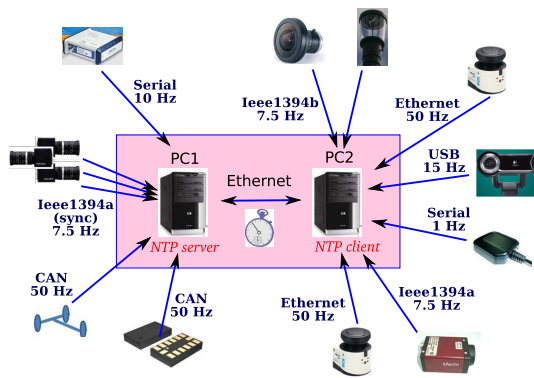 Serial
10 Hz
Ieee1394b
7.5 Hz
Ethernet
50 Hz
PC1
PC2
USB
15 Hz
Ethernet
Ieee1394a
(sync)
7.5 Hz
Serial
1 Hz
NTP server
NTP client
CAN
50 Hz
CAN
50 Hz
Ethernet
50 Hz
Ieee1394a
7.5 Hz
Marlin